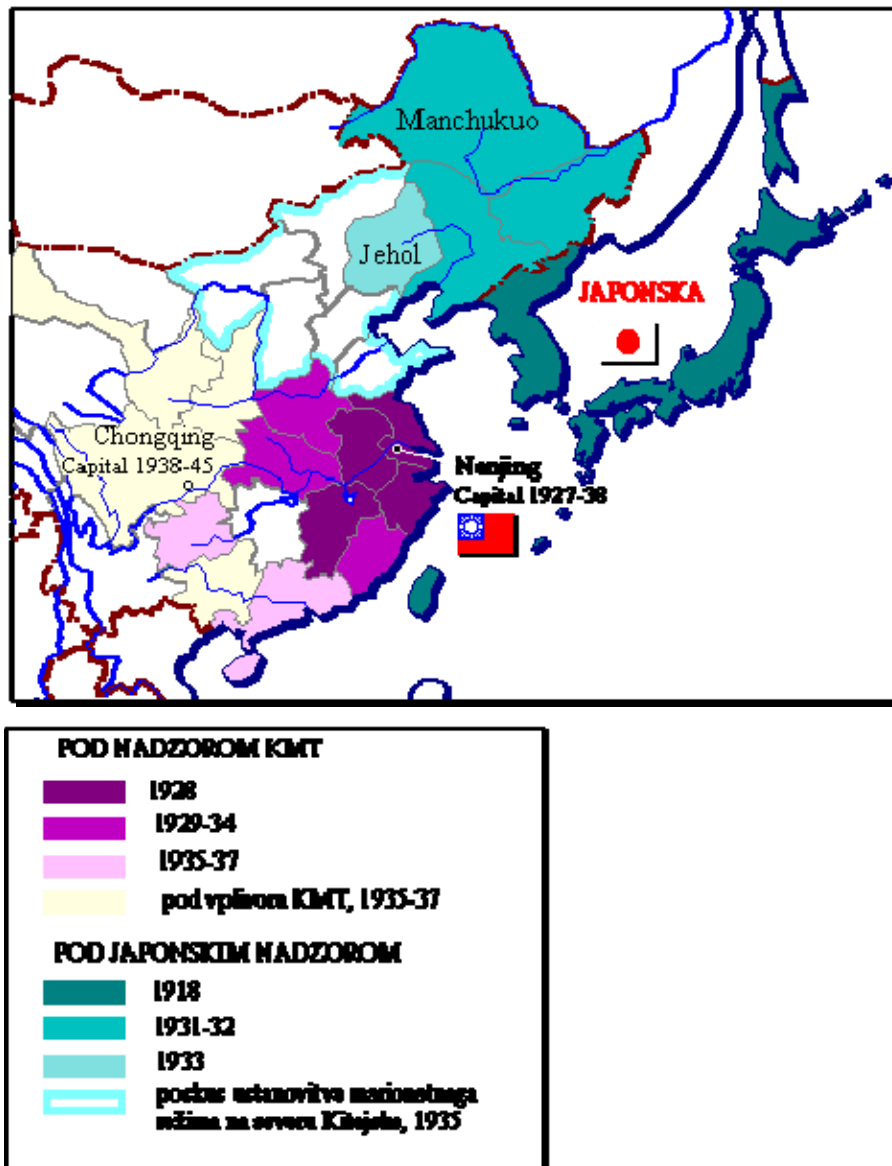 Manchukuo
Jehol
JAPONSKA
Chongqing
Capital 1938-45
Nanjing
Capital 1927-38
POD NADZOROM KMT
1928
1929-34
1935-37
pod vplivom KMT, 1935-37
POD JAPONSKIM NADZOROM
1918
1931-32
1933
poskus ustanovitve marionetnega
režima na severu Kitajske, 1935